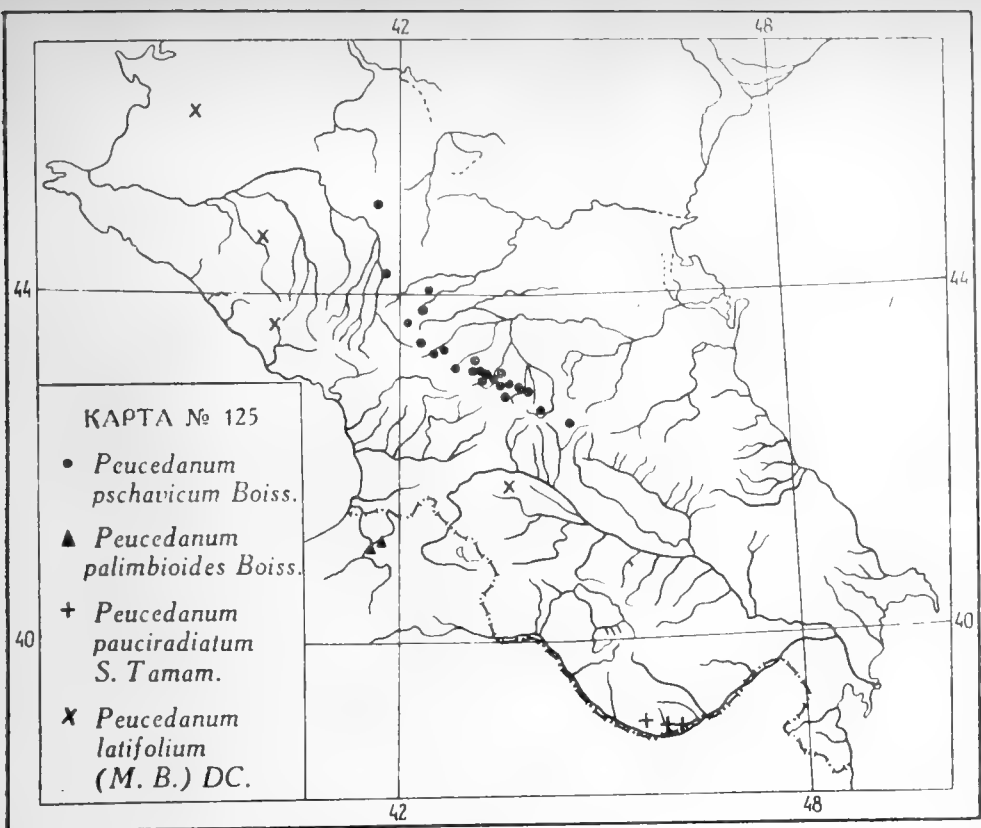 42 48
44 44
КАРТА № 125
Peucedanum
pschavicum Boiss.
Peucedanum
palimbioides Boiss.
40 40
Peucedanum
pauciradiatum
S. Tamam.
Peucedanum
latifolium
(M. B.) DC.
42 48